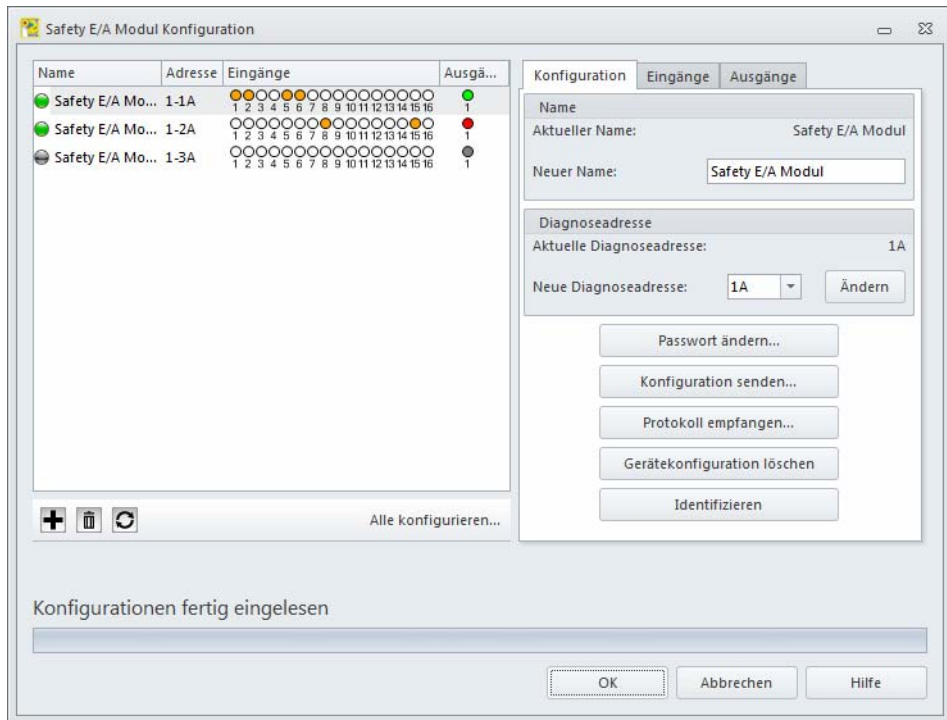 Safety E/A Modul Konfiguration
Name Adresse Eingänge Ausgä...
Safety E/A Mo... 1-1A
1 2 3 4 5 6 7 8 9 10 11 12 13 14 15 16 1
Safety E/A Mo... 1-2A
1 2 3 4 5 6 7 8 9 10 11 12 13 14 15 16 1
Safety E/A Mo... 1-3A
1 2 3 4 5 6 7 8 9 10 11 12 13 14 15 16 1
Alle konfigurieren...
Konfiguration Eingänge Ausgänge
Name
Aktueller Name: Safety E/A Modul
Neuer Name: Safety E/A Modul
Diagnoseadresse
Aktuelle Diagnoseadresse: 1A
Neue Diagnoseadresse: 1A Ändern
Passwort ändern...
Konfiguration senden...
Protokoll empfangen...
Gerätekonfiguration löschen
Identifizieren
Konfigurationen fertig eingelesen
OK Abbrechen Hilfe